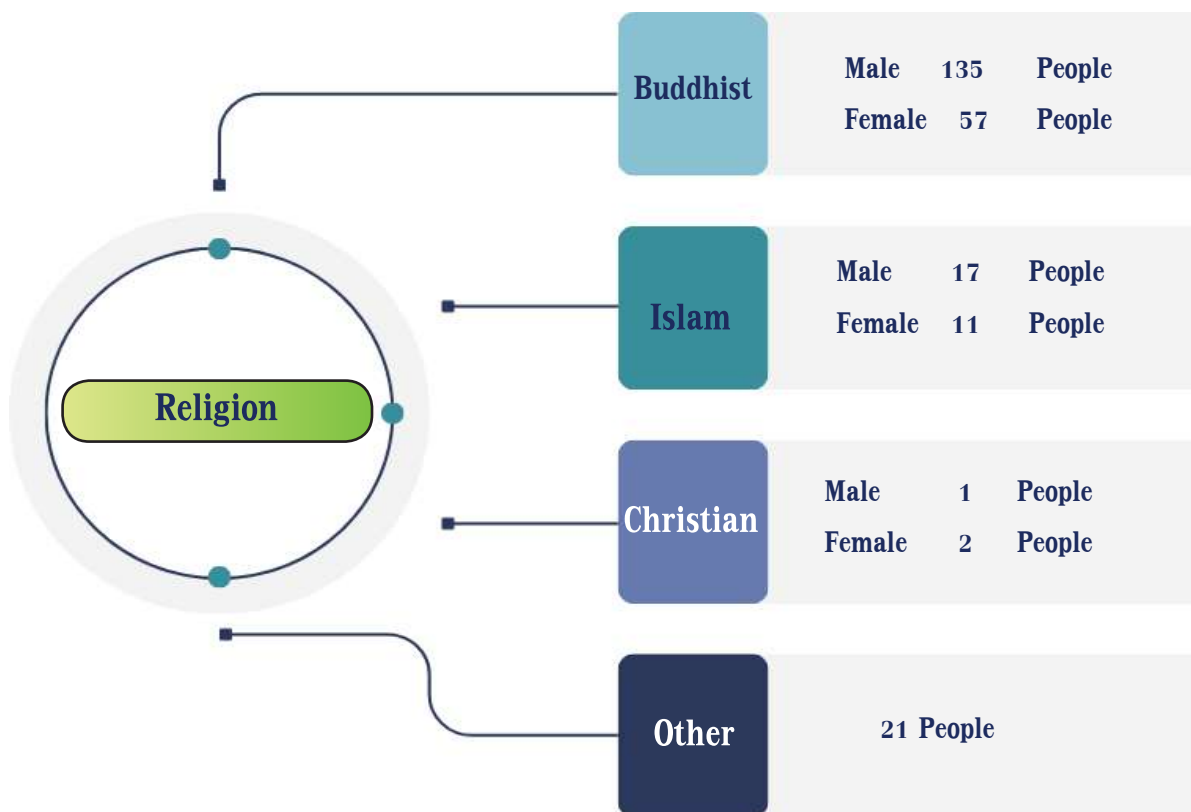 Religion
Buddhist
Male 135 People
Female 57 People
Islam
Male 17 People
Female 11 People
Christian
Male 1 People
Female 2 People
Other
21 People